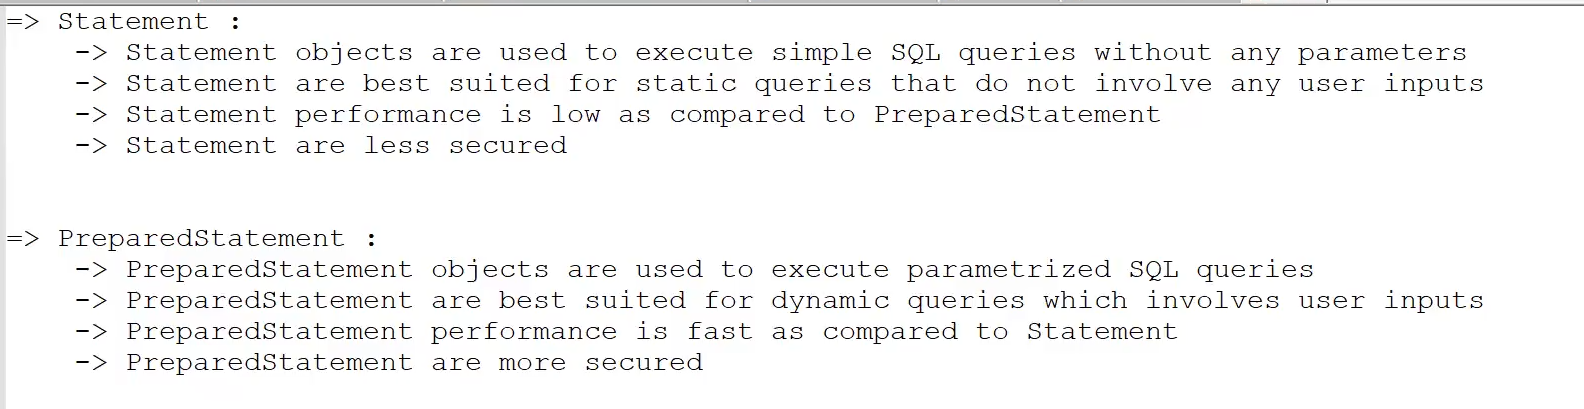 => Statement :
-> Statement objects are used to execute simple SQL queries without any parameters
-> Statement are best suited for static queries that do not involve any user inputs
-> Statement performance is low as compared to PreparedStatement
-> Statement are less secured
=> PreparedStatement :
-> PreparedStatement objects are used to execute parametrized SQL queries
-> PreparedStatement are best suited for dynamic queries which involves user inputs
-> PreparedStatement performance is fast as compared to Statement
-> PreparedStatement are more secured